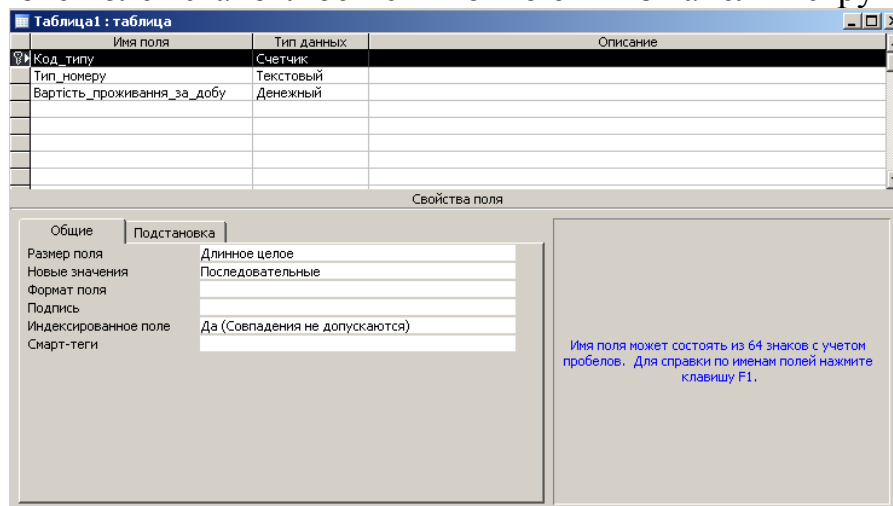 Таблица1 : таблица
Имя поля Тип данных Описание
Код_типу Счетчик
Тип_номеру Текстовый
Вартість_проживання_за_добу Денежный
Свойства поля
Общие Подстановка
Размер поля Длинное целое
Новые значения Последовательные
Формат поля
Подпись
Индексированное поле Да (Совпадения не допускаются)
Смарт-теги
Имя поля может состоять из 64 знаков с учетом
пробелов. Для справки по именам полей нажмите
клавишу F1.